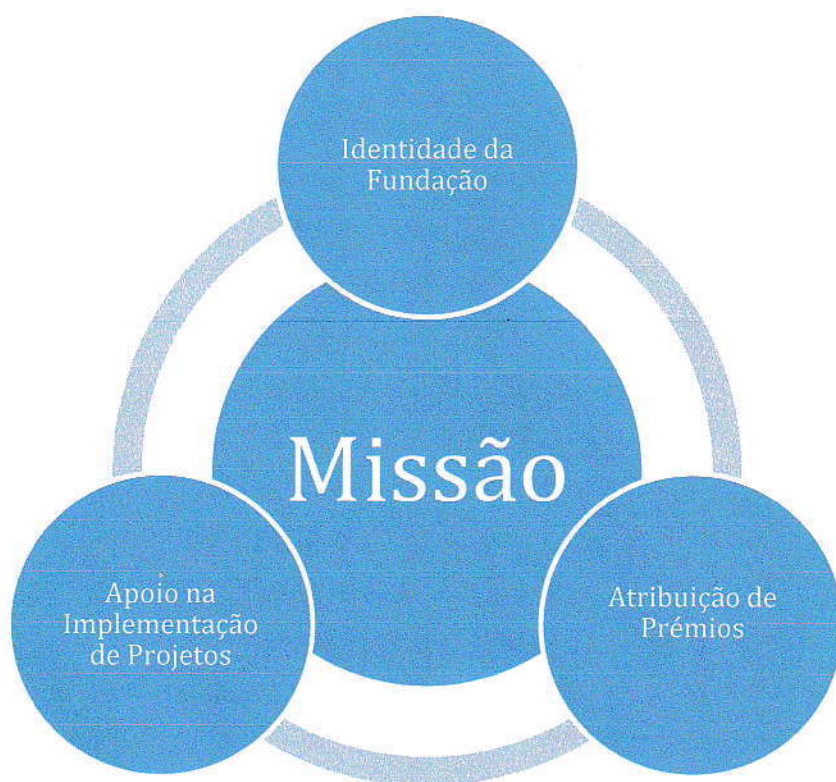 Identidade da
Fundação
Missão
Apoio na
Implementação
de Projetos
Atribuição de
Prémios